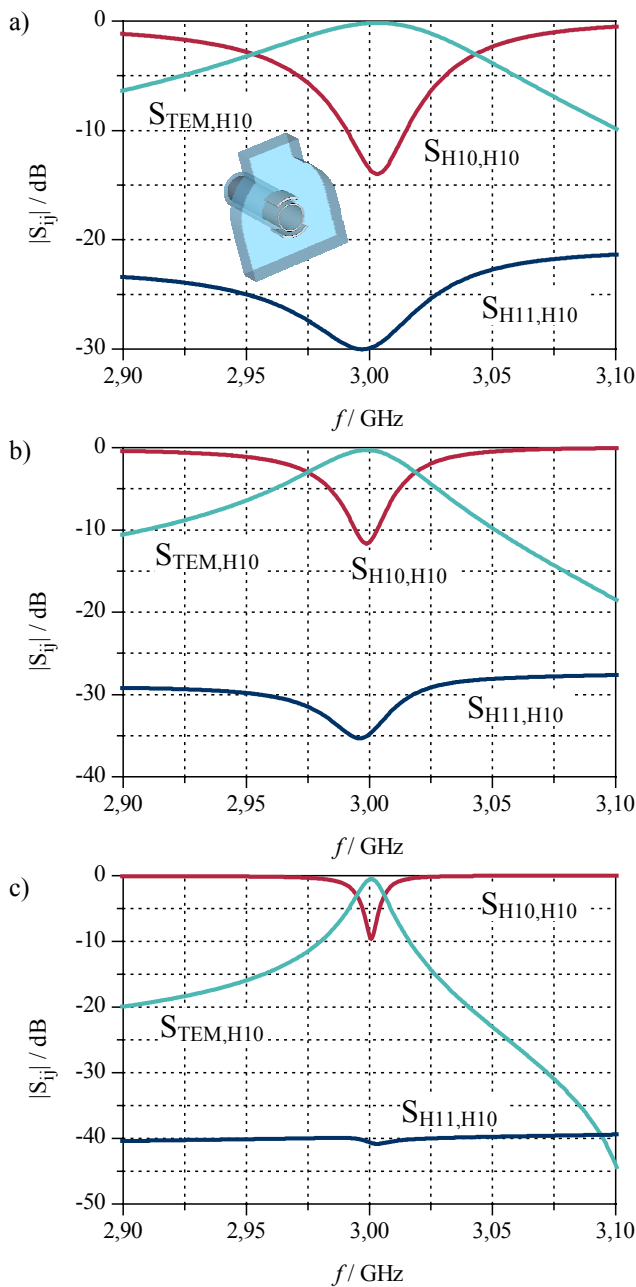 a)
0
-10
-20
-30
|S_ij| / dB
S_TEM,H10
S_H10,H10
S_H11,H10
2,90 2,95 3,00 3,05 3,10
f / GHz
b)
0
-10
-20
-30
-40
|S_ij| / dB
S_TEM,H10
S_H10,H10
S_H11,H10
2,90 2,95 3,00 3,05 3,10
f / GHz
c)
0
-10
-20
-30
-40
-50
|S_ij| / dB
S_H10,H10
S_TEM,H10
S_H11,H10
2,90 2,95 3,00 3,05 3,10
f / GHz